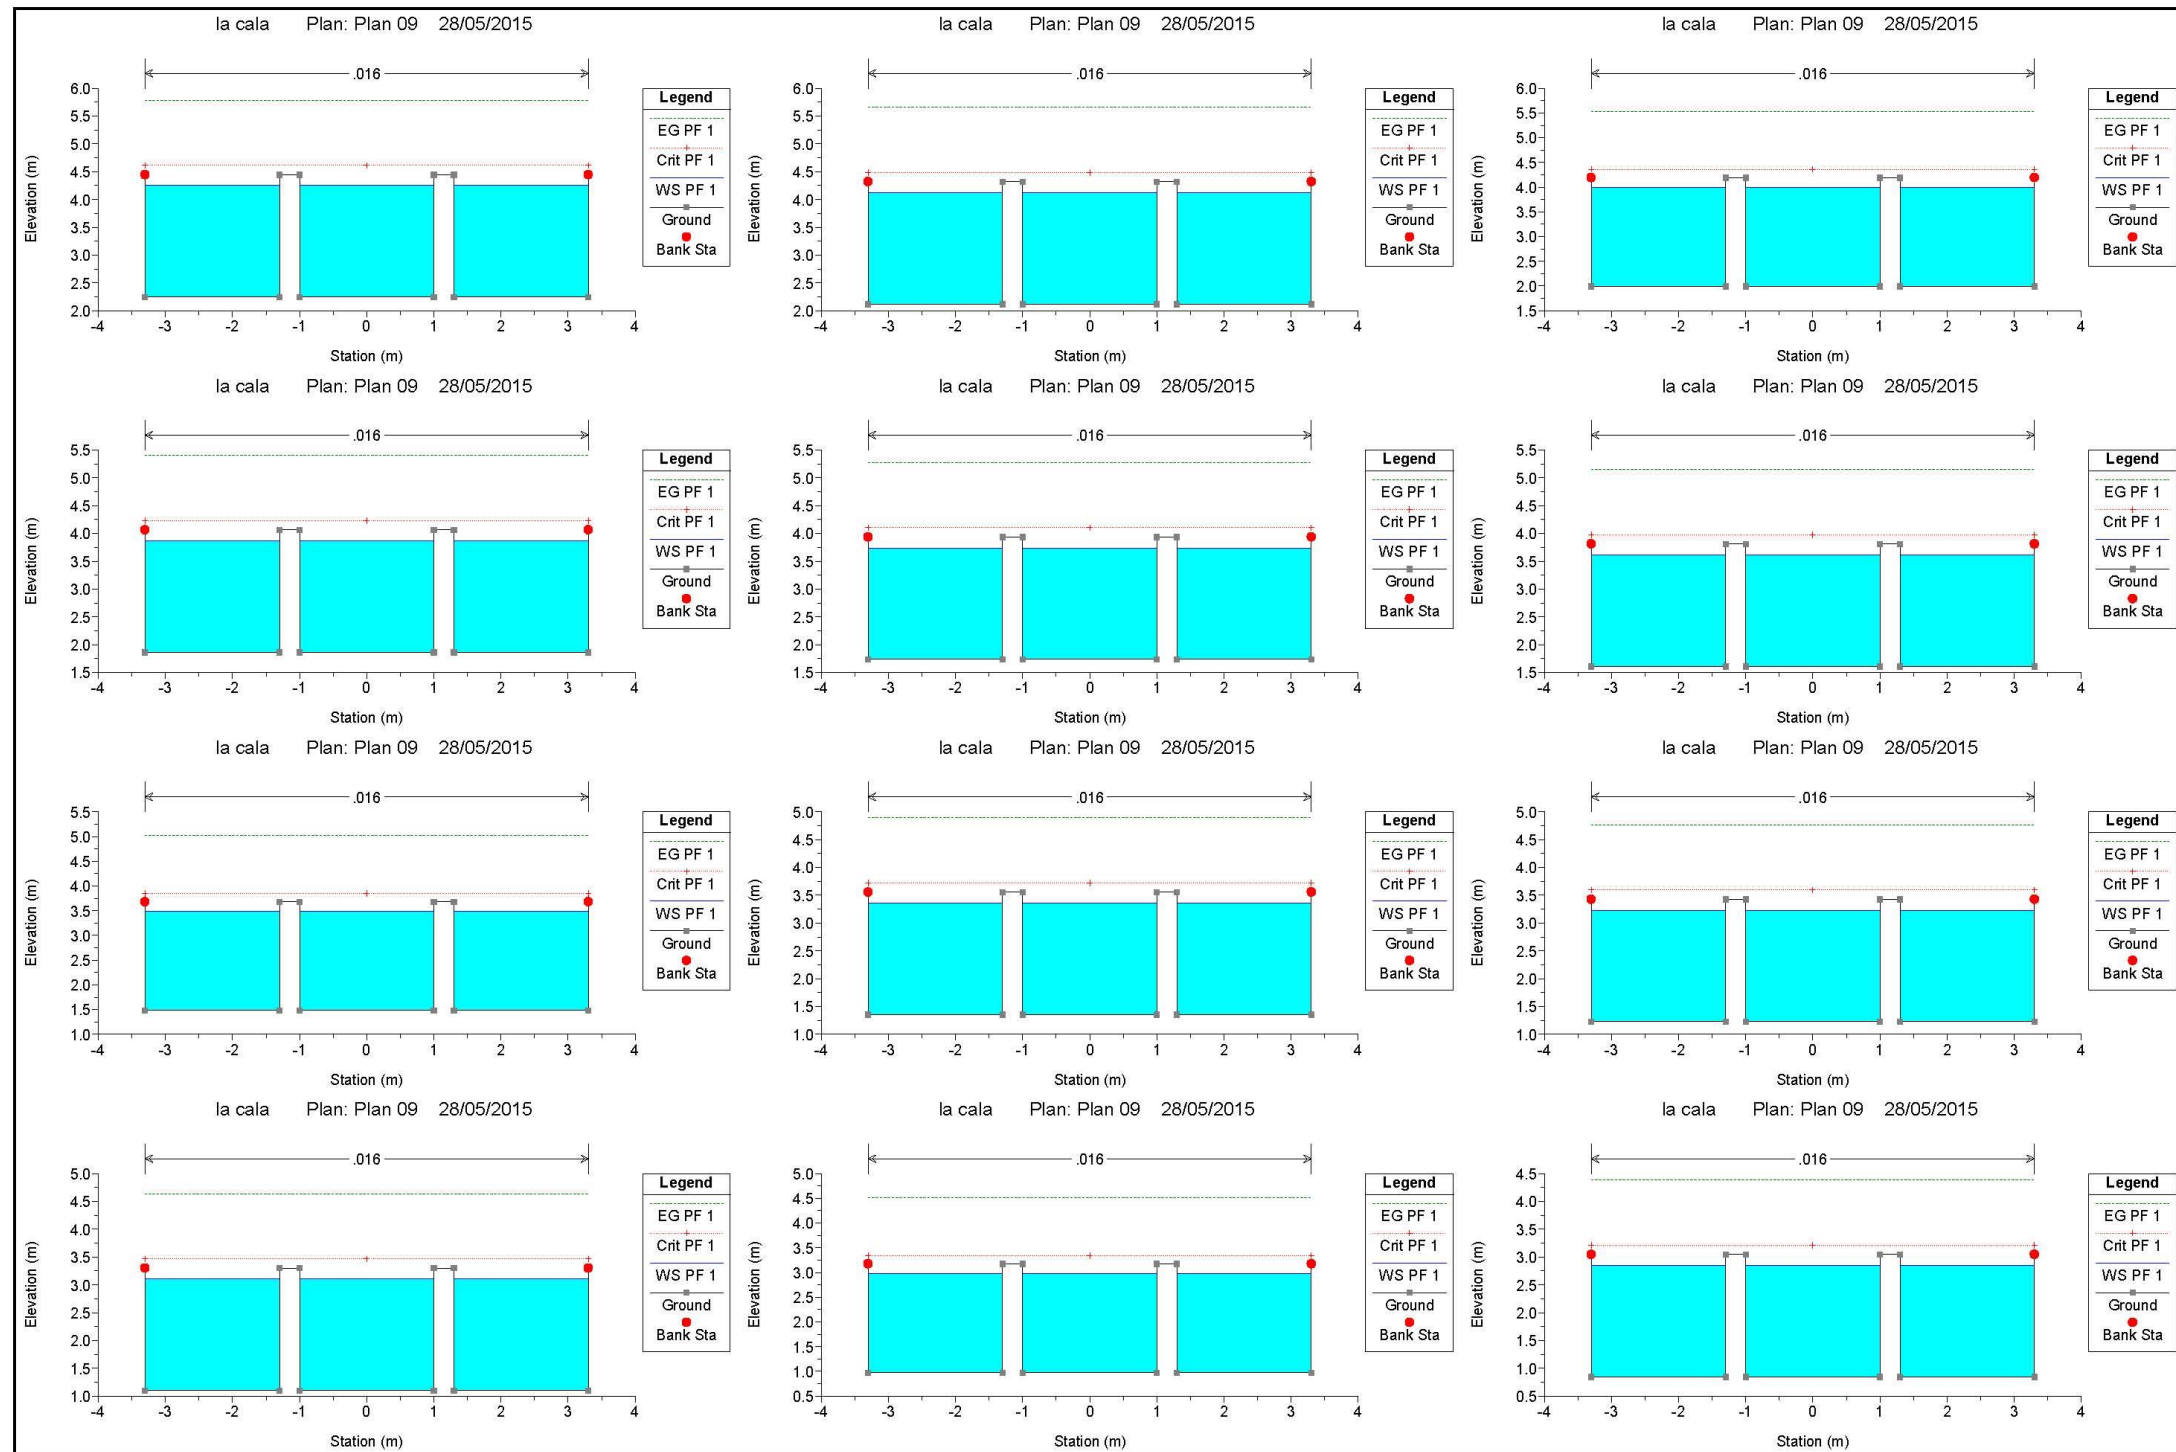 la cala Plan: Plan 09 28/05/2015
.016
6.0
5.5
5.0
4.5
4.0
3.5
3.0
2.5
2.0
-4 -3 -2 -1 0 1 2 3 4
Station (m)
Elevation (m)
Legend
EG PF 1
Crit PF 1
WS PF 1
Ground
Bank Sta
la cala Plan: Plan 09 28/05/2015
.016
6.0
5.5
5.0
4.5
4.0
3.5
3.0
2.5
2.0
-4 -3 -2 -1 0 1 2 3 4
Station (m)
Elevation (m)
Legend
EG PF 1
Crit PF 1
WS PF 1
Ground
Bank Sta
la cala Plan: Plan 09 28/05/2015
.016
6.0
5.5
5.0
4.5
4.0
3.5
3.0
2.5
2.0
1.5
-4 -3 -2 -1 0 1 2 3 4
Station (m)
Elevation (m)
Legend
EG PF 1
Crit PF 1
WS PF 1
Ground
Bank Sta
la cala Plan: Plan 09 28/05/2015
.016
5.5
5.0
4.5
4.0
3.5
3.0
2.5
2.0
1.5
-4 -3 -2 -1 0 1 2 3 4
Station (m)
Elevation (m)
Legend
EG PF 1
Crit PF 1
WS PF 1
Ground
Bank Sta
la cala Plan: Plan 09 28/05/2015
.016
5.5
5.0
4.5
4.0
3.5
3.0
2.5
2.0
1.5
-4 -3 -2 -1 0 1 2 3 4
Station (m)
Elevation (m)
Legend
EG PF 1
Crit PF 1
WS PF 1
Ground
Bank Sta
la cala Plan: Plan 09 28/05/2015
.016
5.5
5.0
4.5
4.0
3.5
3.0
2.5
2.0
1.5
-4 -3 -2 -1 0 1 2 3 4
Station (m)
Elevation (m)
Legend
EG PF 1
Crit PF 1
WS PF 1
Ground
Bank Sta
la cala Plan: Plan 09 28/05/2015
.016
5.5
5.0
4.5
4.0
3.5
3.0
2.5
2.0
1.5
1.0
-4 -3 -2 -1 0 1 2 3 4
Station (m)
Elevation (m)
Legend
EG PF 1
Crit PF 1
WS PF 1
Ground
Bank Sta
la cala Plan: Plan 09 28/05/2015
.016
5.0
4.5
4.0
3.5
3.0
2.5
2.0
1.5
1.0
-4 -3 -2 -1 0 1 2 3 4
Station (m)
Elevation (m)
Legend
EG PF 1
Crit PF 1
WS PF 1
Ground
Bank Sta
la cala Plan: Plan 09 28/05/2015
.016
5.0
4.5
4.0
3.5
3.0
2.5
2.0
1.5
1.0
-4 -3 -2 -1 0 1 2 3 4
Station (m)
Elevation (m)
Legend
EG PF 1
Crit PF 1
WS PF 1
Ground
Bank Sta
la cala Plan: Plan 09 28/05/2015
.016
5.0
4.5
4.0
3.5
3.0
2.5
2.0
1.5
1.0
-4 -3 -2 -1 0 1 2 3 4
Station (m)
Elevation (m)
Legend
EG PF 1
Crit PF 1
WS PF 1
Ground
Bank Sta
la cala Plan: Plan 09 28/05/2015
.016
5.0
4.5
4.0
3.5
3.0
2.5
2.0
1.5
1.0
0.5
-4 -3 -2 -1 0 1 2 3 4
Station (m)
Elevation (m)
Legend
EG PF 1
Crit PF 1
WS PF 1
Ground
Bank Sta
la cala Plan: Plan 09 28/05/2015
.016
4.5
4.0
3.5
3.0
2.5
2.0
1.5
1.0
0.5
-4 -3 -2 -1 0 1 2 3 4
Station (m)
Elevation (m)
Legend
EG PF 1
Crit PF 1
WS PF 1
Ground
Bank Sta